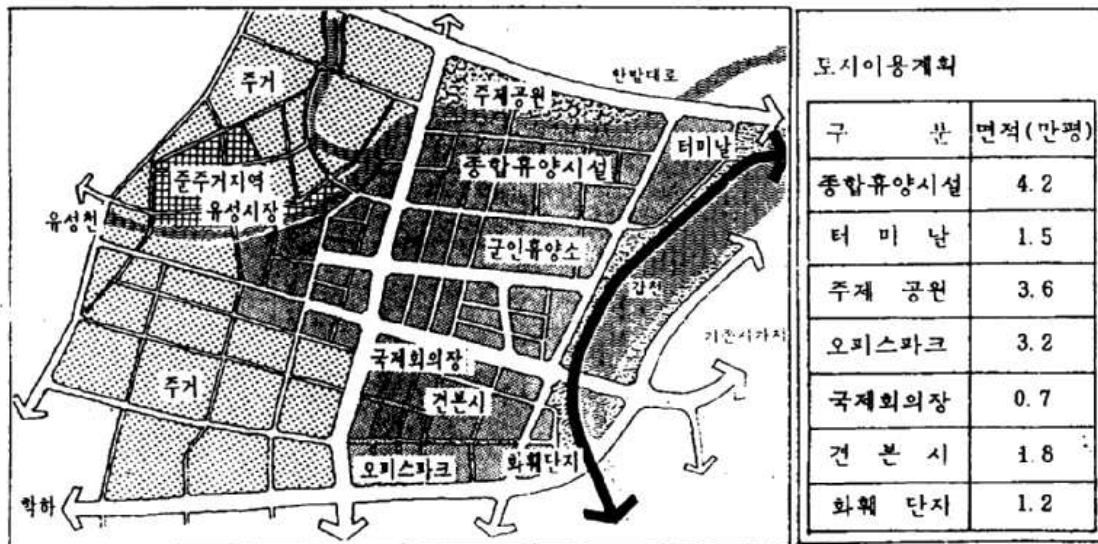 한밭대로
주거
주제공원
터미날
종합휴양시설
준주거지역
유성시장
유성천
군인휴양소
갑천
기존시가지
국제회의장
주거
견본시
오피스파크
화훼단지
학하
토시이용계획
구 분 면적(만평)
종합휴양시설 4.2
터 미 날 1.5
주제 공원 3.6
오피스파크 3.2
국제회의장 0.7
견 본 시 1.8
화훼 단지 1.2